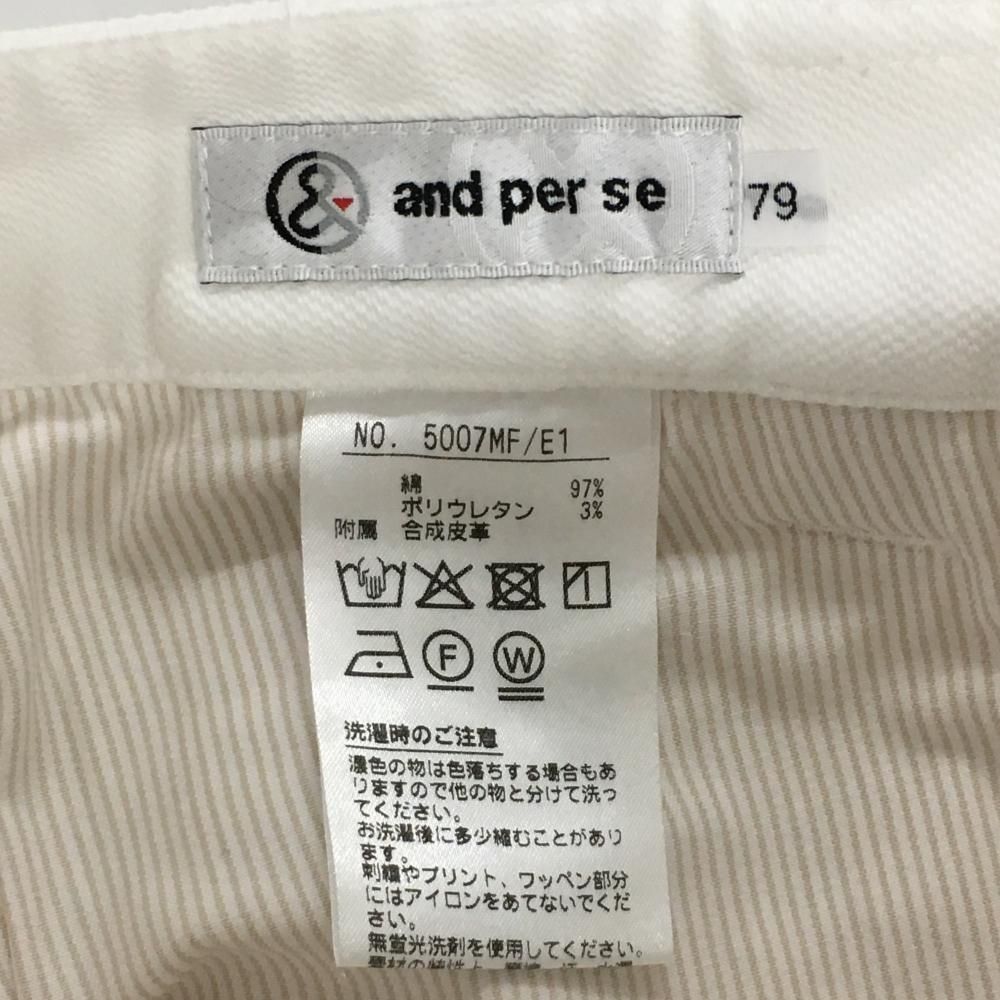 & and per se
79
NO. 5007MF/E1
綿 97%
ポリウレタン 3%
附属 合成皮革
F W
洗濯時のご注意
濃色の物は色落ちする場合もあ
りますので他の物と分けて洗っ
てください。
お洗濯後に多少縮むことがあり
ます。
刺繍やプリント、ワッペン部分
にはアイロンをあてないでくだ
さい。
無蛍光洗剤を使用してください。